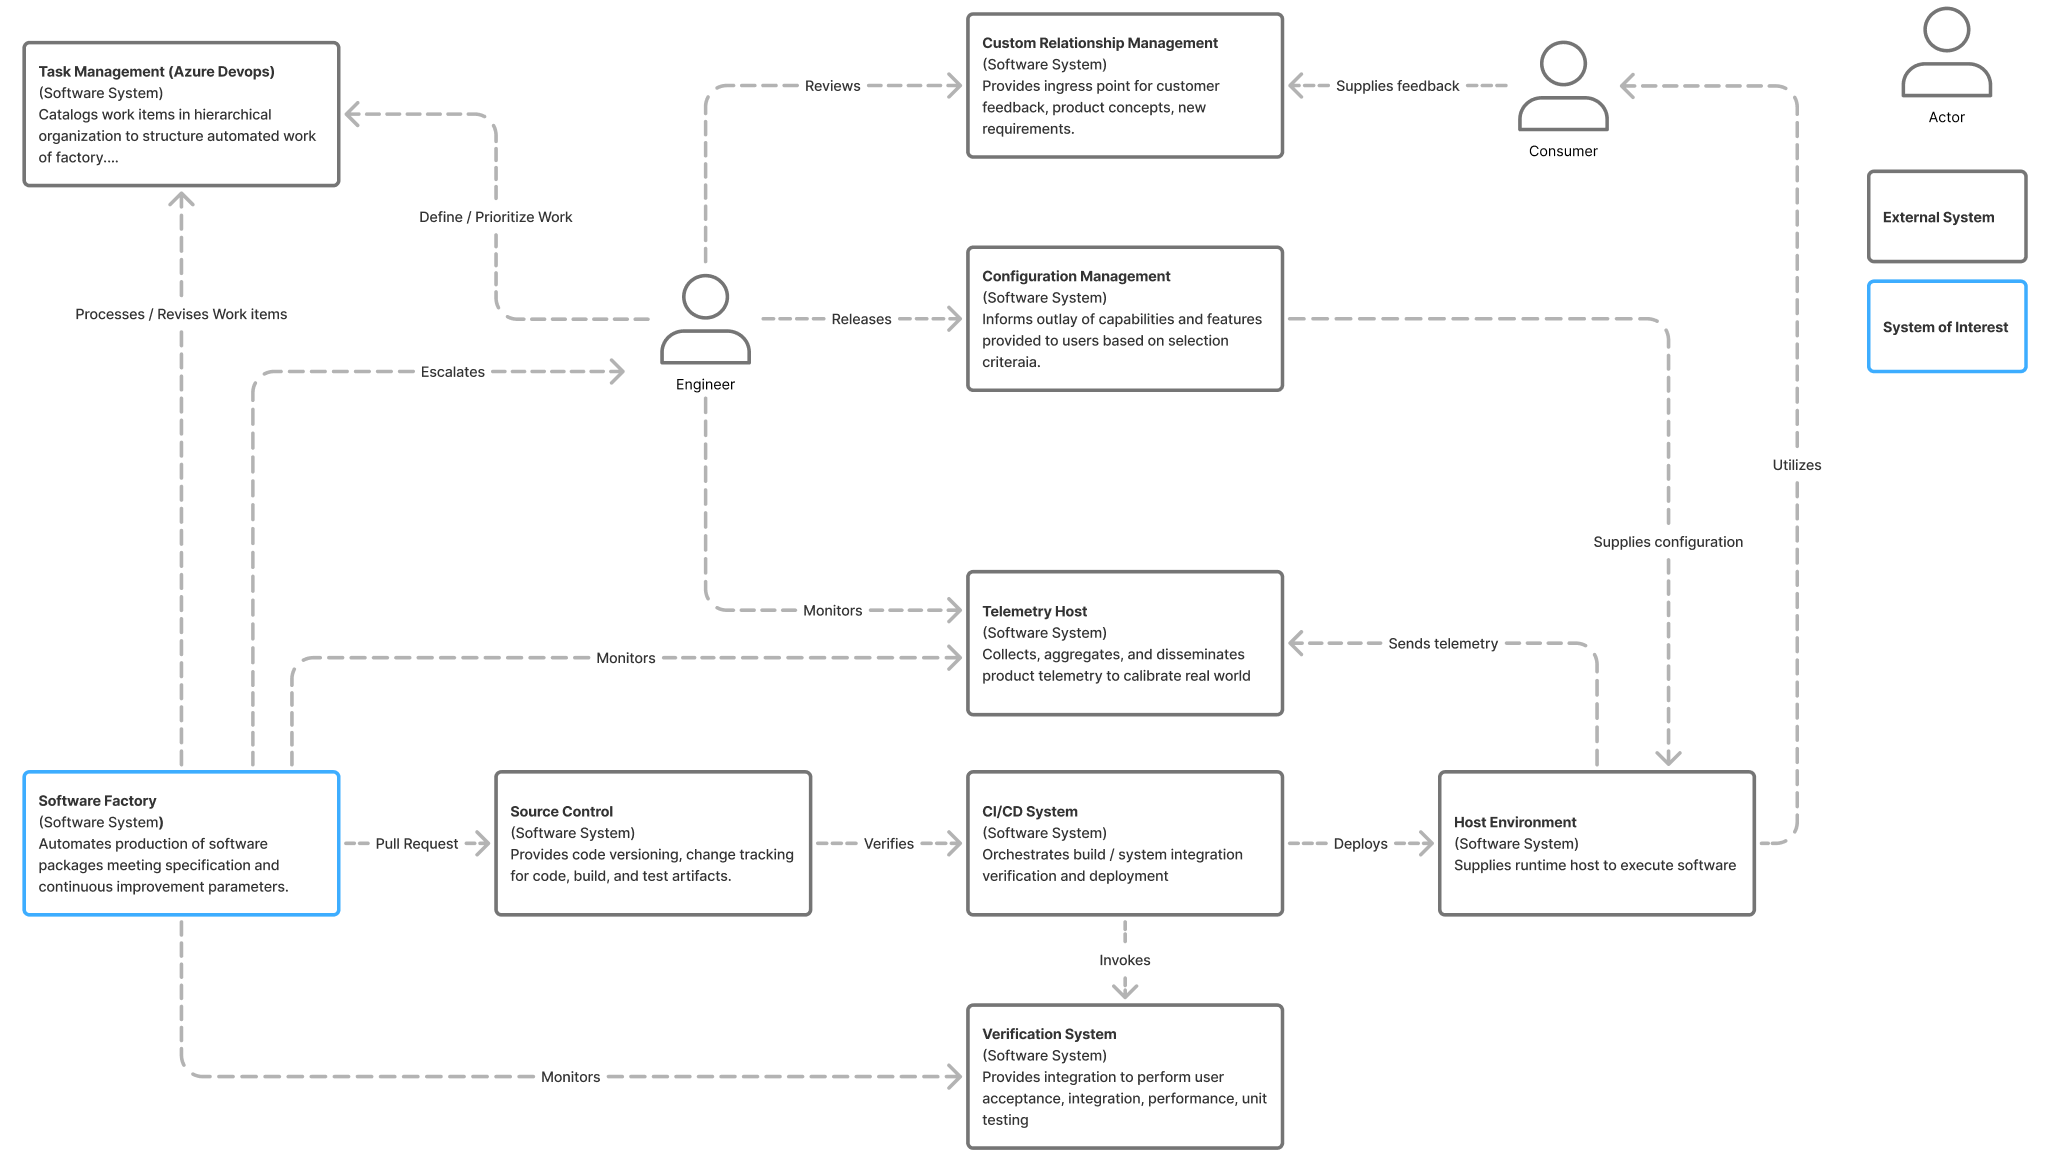 Task Management (Azure Devops)
(Software System)
Catalogs work items in hierarchical
organization to structure automated work
of factory....
Custom Relationship Management
(Software System)
Provides ingress point for customer
feedback, product concepts, new
requirements.
Reviews
Supplies feedback
Consumer
Actor
External System
System of Interest
Define / Prioritize Work
Processes / Revises Work items
Escalates
Engineer
Releases
Configuration Management
(Software System)
Informs outlay of capabilities and features
provided to users based on selection
criteraia.
Utilizes
Supplies configuration
Monitors
Monitors
Telemetry Host
(Software System)
Collects, aggregates, and disseminates
product telemetry to calibrate real world
Sends telemetry
Software Factory
(Software System)
Automates production of software
packages meeting specification and
continuous improvement parameters.
Pull Request
Source Control
(Software System)
Provides code versioning, change tracking
for code, build, and test artifacts.
Verifies
CI/CD System
(Software System)
Orchestrates build / system integration
verification and deployment
Deploys
Host Environment
(Software System)
Supplies runtime host to execute software
Invokes
Monitors
Verification System
(Software System)
Provides integration to perform user
acceptance, integration, performance, unit
testing